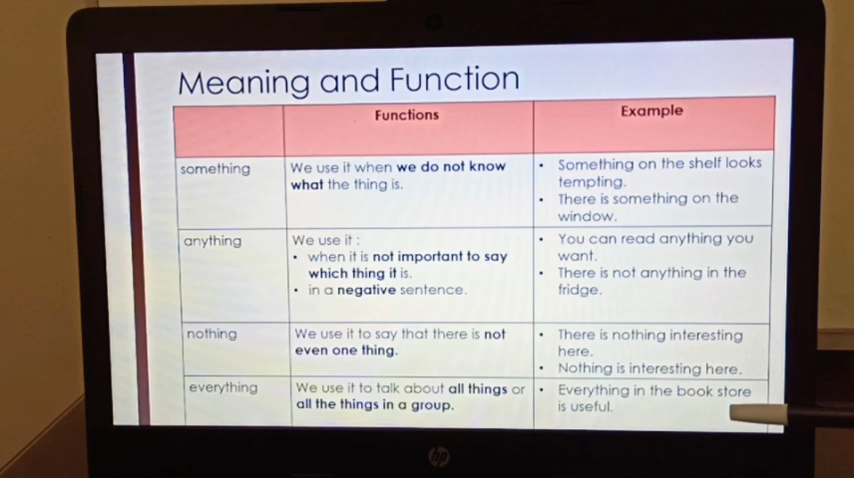 Meaning and Function
Functions
Example
something
We use it when we do not know
what the thing is.
• Something on the shelf looks
tempting.
• There is something on the
window.
anything
We use it :
• when it is not important to say
which thing it is.
• in a negative sentence.
• You can read anything you
want.
• There is not anything in the
fridge.
nothing
We use it to say that there is not
even one thing.
• There is nothing interesting
here.
• Nothing is interesting here.
everything
We use it to talk about all things or
all the things in a group.
• Everything in the book store
is useful.
hp